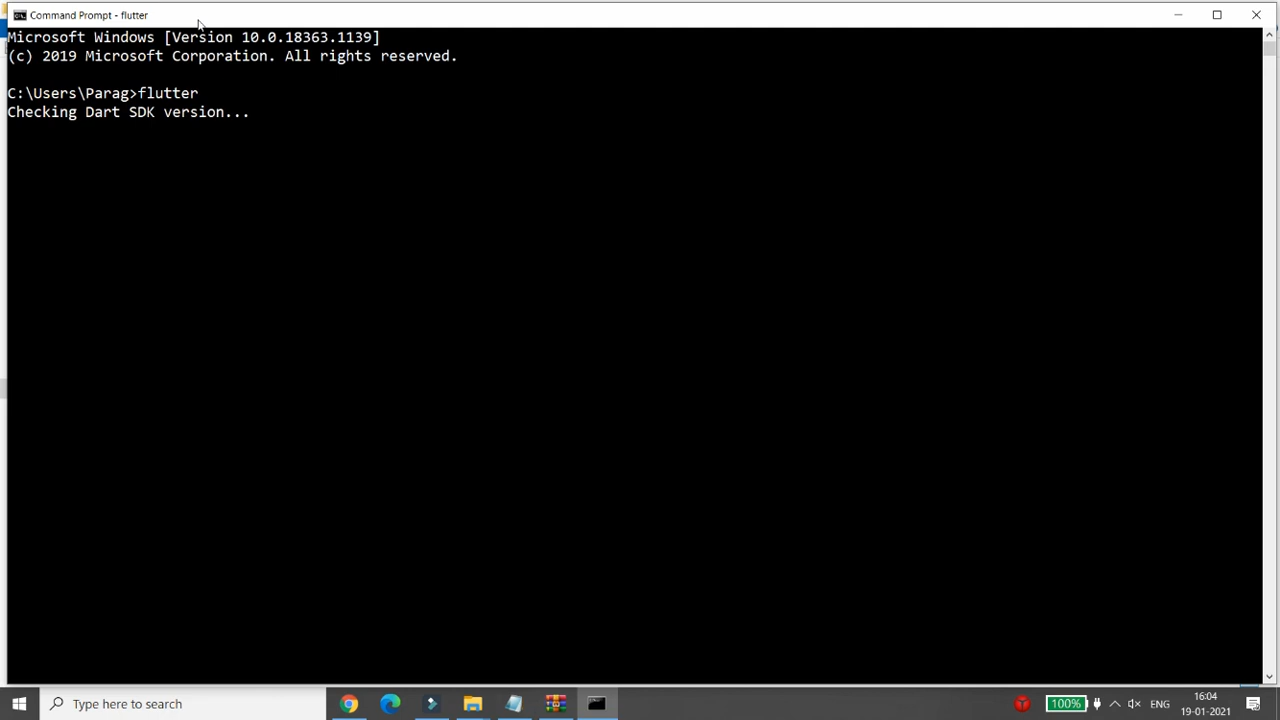 Command Prompt - flutter
Microsoft Windows [Version 10.0.18363.1139]
(c) 2019 Microsoft Corporation. All rights reserved.
C:\Users\Parag>flutter
Checking Dart SDK version...
Type here to search
100%
ENG
16:04
19-01-2021